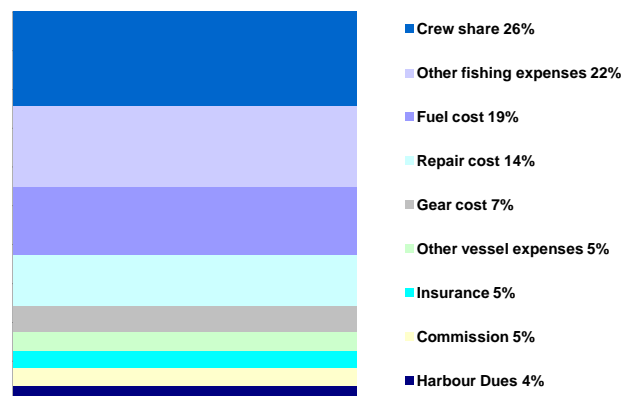 Crew share 26%
Other fishing expenses 22%
Fuel cost 19%
Repair cost 14%
Gear cost 7%
Other vessel expenses 5%
Insurance 5%
Commission 5%
Harbour Dues 4%